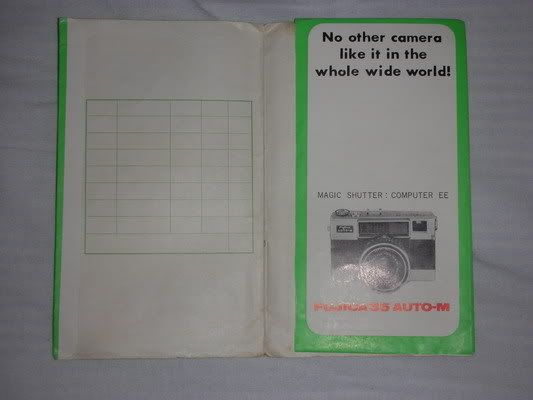 No other camera
like it in the
whole wide world!
MAGIC SHUTTER : COMPUTER EE
FUJICA 35 AUTO-M